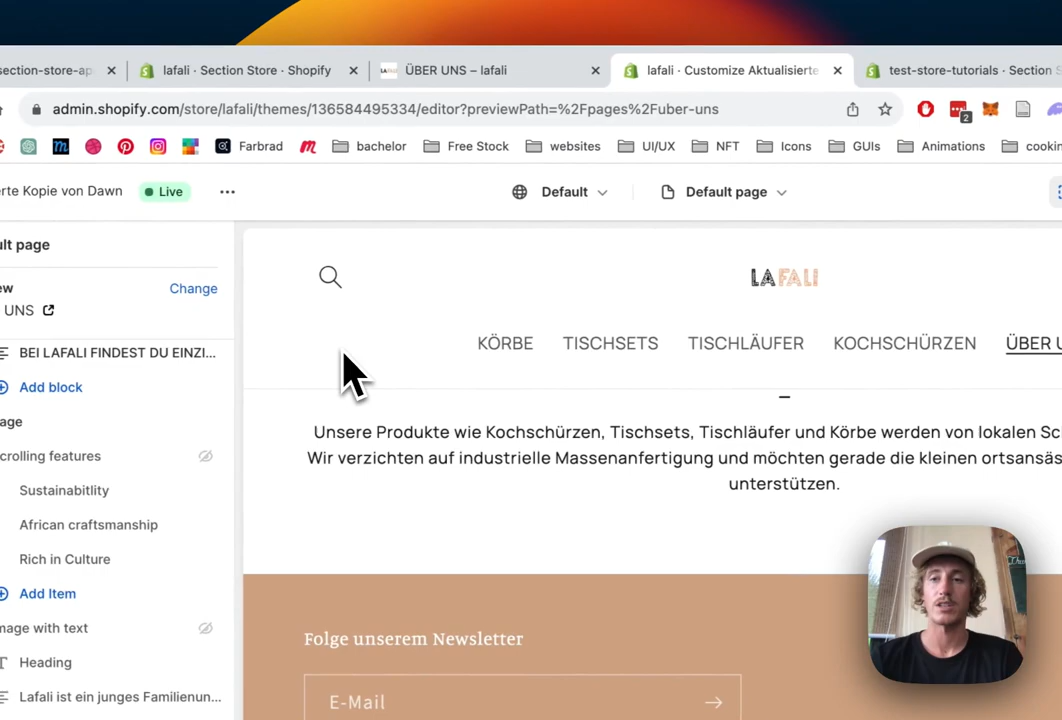 section-store-ap
lafali · Section Store · Shopify
ÜBER UNS – lafali
lafali · Customize Aktualisierte
test-store-tutorials · Section S
admin.shopify.com/store/lafali/themes/136584495334/editor?previewPath=%2Fpages%2Fuber-uns
2
Farbrad
bachelor
Free Stock
websites
UI/UX
NFT
Icons
GUIs
Animations
cookin
rte Kopie von Dawn
Live
Default
Default page
ult page
ew
Change
UNS
LAFALI
KÖRBE
TISCHSETS
TISCHLÄUFER
KOCHSCHÜRZEN
ÜBER U
BEI LAFALI FINDEST DU EINZI...
Add block
age
crolling features
Sustainabitlity
African craftsmanship
Rich in Culture
Add Item
mage with text
Heading
Lafali ist ein junges Familienun...
Unsere Produkte wie Kochschürzen, Tischsets, Tischläufer und Körbe werden von lokalen Sc
Wir verzichten auf industrielle Massenanfertigung und möchten gerade die kleinen ortsansäs
unterstützen.
Folge unserem Newsletter
E-Mail